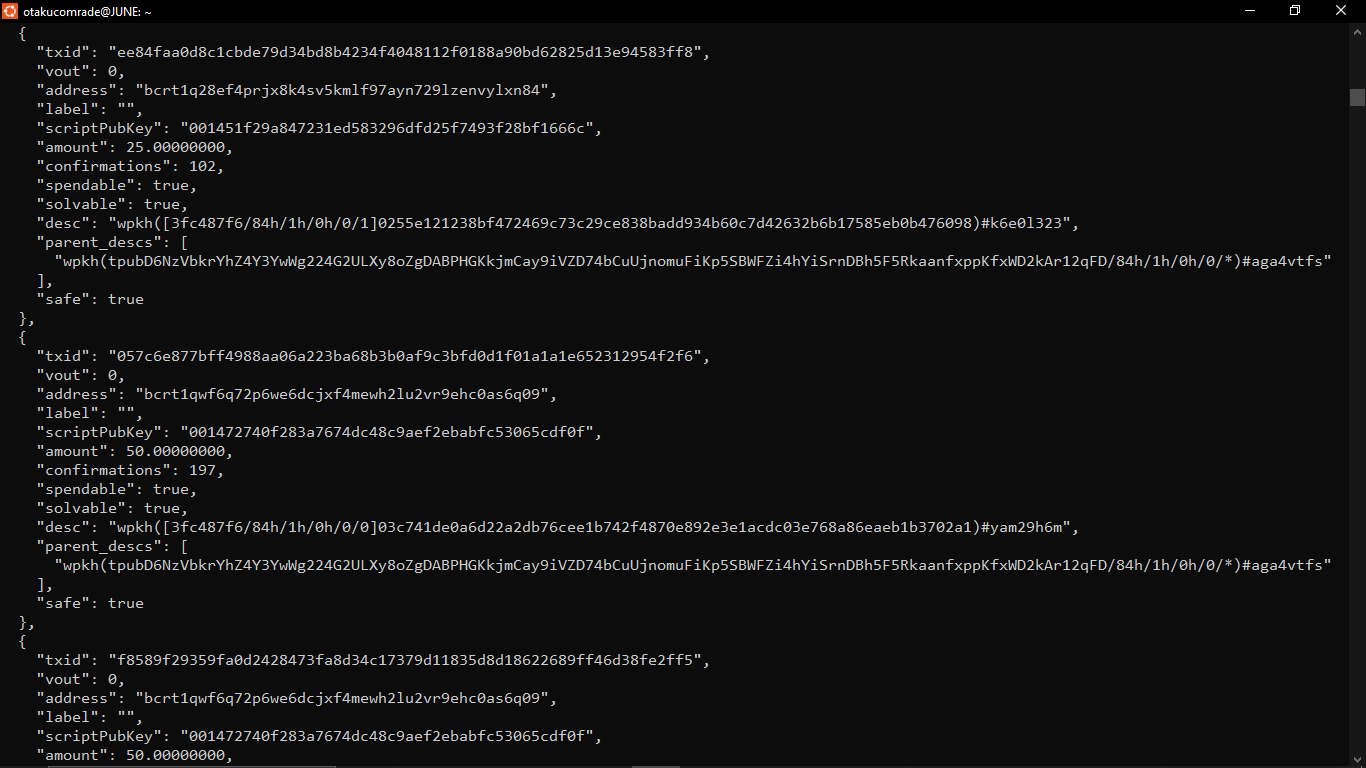 otakucomrade@JUNE: ~
{
"txid": "ee84faa0d8c1cbde79d34bd8b4234f4048112f0188a90bd62825d13e94583ff8",
"vout": 0,
"address": "bcrt1q28ef4prjx8k4sv5kmlf97ayn729lzenvylxn84",
"label": "",
"scriptPubKey": "001451f29a847231ed583296dfd25f7493f28bf1666c",
"amount": 25.00000000,
"confirmations": 102,
"spendable": true,
"solvable": true,
"desc": "wpkh([3fc487f6/84h/1h/0h/0/1]0255e121238bf472469c73c29ce838badd934b60c7d42632b6b17585eb0b476098)#k6e0l323",
"parent_descs": [
"wpkh(tpubD6NzVbkrYhZ4Y3YwWg224G2ULXy8oZgDABPHGKkjmCay9iVZD74bCuUjnomuFiKp5SBWFZi4hYiSrnDBh5F5RkaanfxppKfxWD2kAr12qFD/84h/1h/0h/0/*)#aga4vtfs"
],
"safe": true
},
{
"txid": "057c6e877bff4988aa06a223ba68b3b0af9c3bfd0d1f01a1a1e652312954f2f6",
"vout": 0,
"address": "bcrt1qwf6q72p6we6dcjxf4mewh2lu2vr9ehc0as6q09",
"label": "",
"scriptPubKey": "001472740f283a7674dc48c9aef2ebabfc53065cdf0f",
"amount": 50.00000000,
"confirmations": 197,
"spendable": true,
"solvable": true,
"desc": "wpkh([3fc487f6/84h/1h/0h/0/0]03c741de0a6d22a2db76cee1b742f4870e892e3e1acdc03e768a86eaeb1b3702a1)#yam29h6m",
"parent_descs": [
"wpkh(tpubD6NzVbkrYhZ4Y3YwWg224G2ULXy8oZgDABPHGKkjmCay9iVZD74bCuUjnomuFiKp5SBWFZi4hYiSrnDBh5F5RkaanfxppKfxWD2kAr12qFD/84h/1h/0h/0/*)#aga4vtfs"
],
"safe": true
},
{
"txid": "f8589f29359fa0d2428473fa8d34c17379d11835d8d18622689ff46d38fe2ff5",
"vout": 0,
"address": "bcrt1qwf6q72p6we6dcjxf4mewh2lu2vr9ehc0as6q09",
"label": "",
"scriptPubKey": "001472740f283a7674dc48c9aef2ebabfc53065cdf0f",
"amount": 50.00000000,